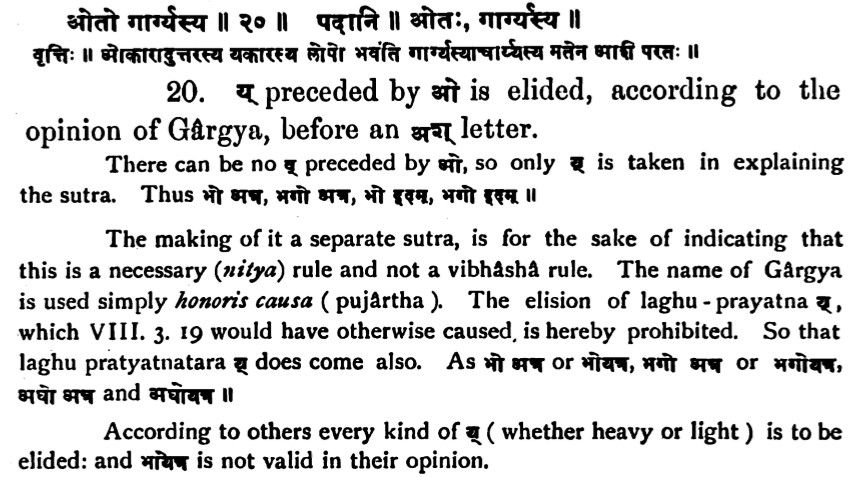 ओतो गार्ग्यस्य ॥ २० ॥ पदानि ॥ ओतः, गार्ग्यस्य ॥
वृत्तिः ॥ ओकारादुत्तरस्य यकारस्य लोपो भवंति गार्ग्यस्याचार्य्यस्य मतेन आशि परतः ॥
20. य् preceded by ओ is elided, according to the
opinion of Gârgya, before an अश् letter.
There can be no व् preceded by ओ, so only य् is taken in explaining
the sutra. Thus भो अत्र, भगो अत्र, भो इदम्, भगो इदम् ॥
The making of it a separate sutra, is for the sake of indicating that
this is a necessary (nitya) rule and not a vibhâshâ rule. The name of Gârgya
is used simply honoris causa ( pujârtha ). The elision of laghu - prayatna य्,
which VIII. 3. 19 would have otherwise caused, is hereby prohibited. So that
laghu pratyatnatara य् does come also. As भो अत्र or भोयत्र, भगो अत्र or भगोयत्र,
अघो अत्र and अघोयत्र ॥
According to others every kind of य् ( whether heavy or light ) is to be
elided: and भोयत्र is not valid in their opinion.